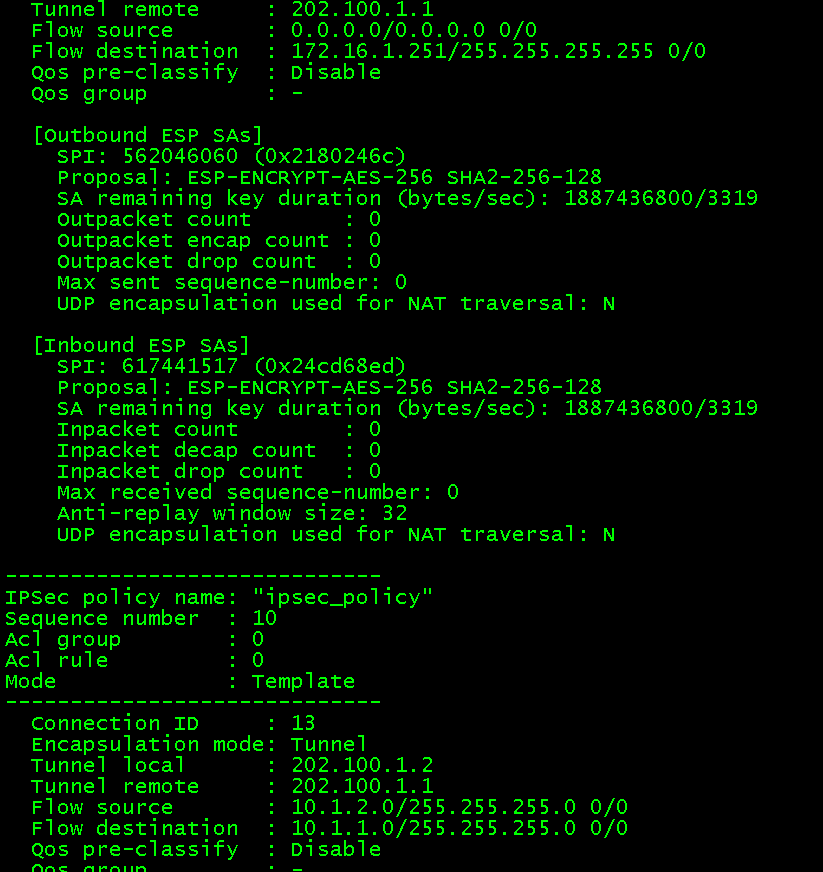 Tunnel remote : 202.100.1.1
Flow source : 0.0.0.0/0.0.0.0 0/0
Flow destination : 172.16.1.251/255.255.255.255 0/0
Qos pre-classify : Disable
Qos group : -
[Outbound ESP SAs]
SPI: 562046060 (0x2180246c)
Proposal: ESP-ENCRYPT-AES-256 SHA2-256-128
SA remaining key duration (bytes/sec): 1887436800/3319
Outpacket count : 0
Outpacket encap count : 0
Outpacket drop count : 0
Max sent sequence-number: 0
UDP encapsulation used for NAT traversal: N
[Inbound ESP SAs]
SPI: 617441517 (0x24cd68ed)
Proposal: ESP-ENCRYPT-AES-256 SHA2-256-128
SA remaining key duration (bytes/sec): 1887436800/3319
Inpacket count : 0
Inpacket decap count : 0
Inpacket drop count : 0
Max received sequence-number: 0
Anti-replay window size: 32
UDP encapsulation used for NAT traversal: N
-----------------------------
IPSec policy name: "ipsec_policy"
Sequence number : 10
Acl group : 0
Acl rule : 0
Mode : Template
-----------------------------
Connection ID : 13
Encapsulation mode: Tunnel
Tunnel local : 202.100.1.2
Tunnel remote : 202.100.1.1
Flow source : 10.1.2.0/255.255.255.0 0/0
Flow destination : 10.1.1.0/255.255.255.0 0/0
Qos pre-classify : Disable
Qos group : -